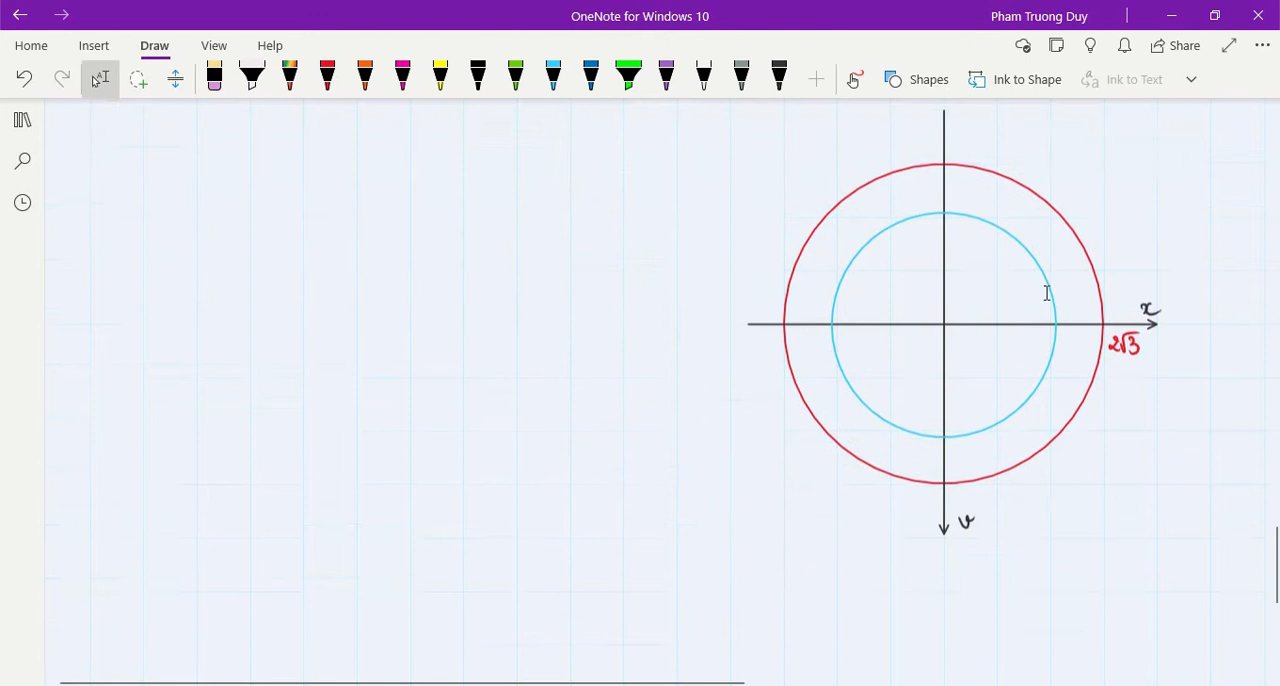 OneNote for Windows 10
Pham Truong Duy
Home Insert Draw View Help
Share
Shapes
Ink to Shape
Ink to Text
x
2√3
v